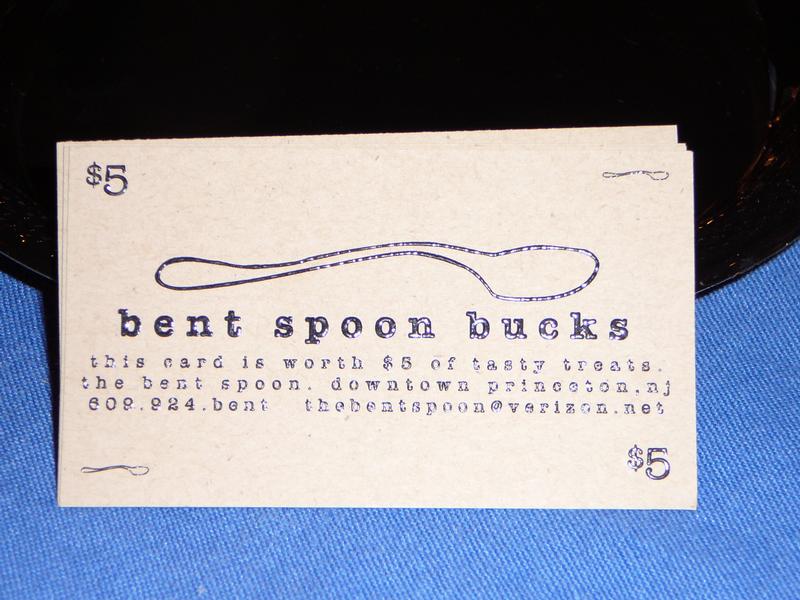 $5
bent spoon bucks
this card is worth $5 of tasty treats.
the bent spoon. downtown princeton,nj
609.924.bent thebentspoon@verizon.net
$5